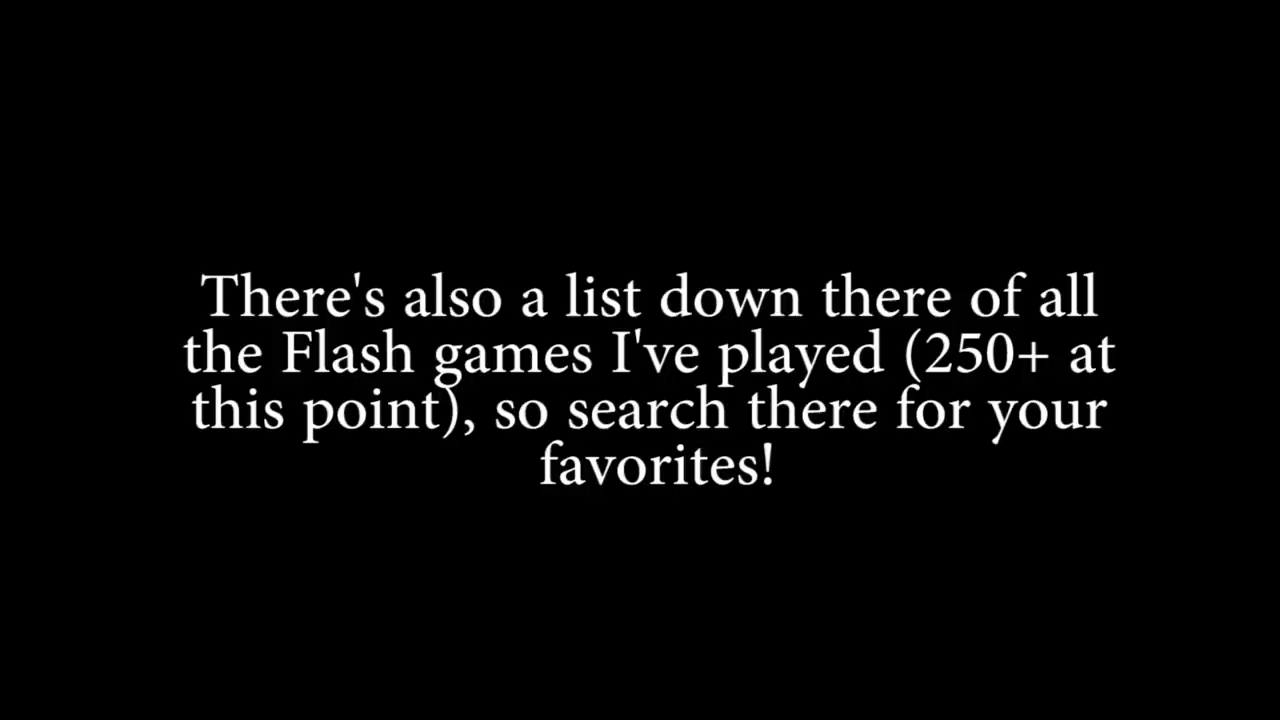 There's also a list down there of all
the Flash games I've played (250+ at
this point), so search there for your
favorites!